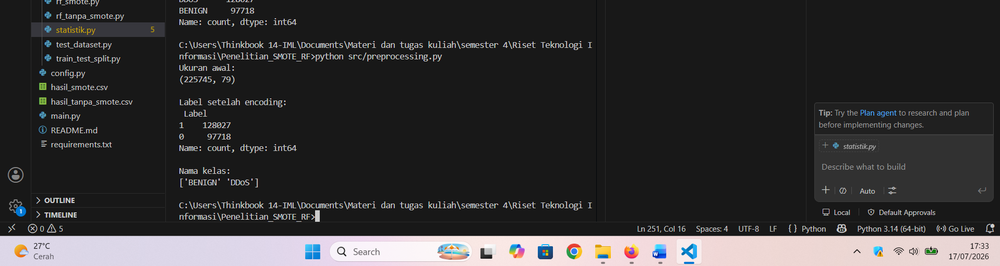 rf_smote.py
rf_tanpa_smote.py
statistik.py 5
test_dataset.py
train_test_split.py
config.py
hasil_smote.csv
hasil_tanpa_smote.csv
main.py
README.md
requirements.txt
OUTLINE
TIMELINE
1
DDoS 128027
BENIGN 97718
Name: count, dtype: int64
C:\Users\Thinkbook 14-IML\Documents\Materi dan tugas kuliah\semester 4\Riset Teknologi I
nformasi\Penelitian_SMOTE_RF>python src/preprocessing.py
Ukuran awal:
(225745, 79)
Label setelah encoding:
Label
1 128027
0 97718
Name: count, dtype: int64
Nama kelas:
['BENIGN' 'DDoS']
C:\Users\Thinkbook 14-IML\Documents\Materi dan tugas kuliah\semester 4\Riset Teknologi I
nformasi\Penelitian_SMOTE_RF>
Tip: Try the Plan agent to research and plan
before implementing changes.
statistik.py
Describe what to build
Auto
Local Default Approvals
0 5 Ln 251, Col 16 Spaces: 4 UTF-8 LF { } Python Python 3.14 (64-bit) Go Live
27°C
Cerah
Search
17:33
17/07/2026